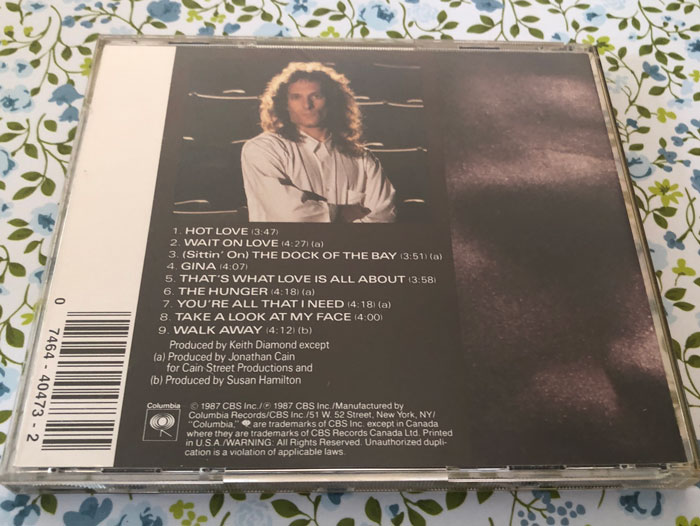 1. HOT LOVE (3:47)
2. WAIT ON LOVE (4:27) (a)
3. (Sittin' On) THE DOCK OF THE BAY (3:51) (a)
4. GINA (4:07)
5. THAT'S WHAT LOVE IS ALL ABOUT (3:58)
6. THE HUNGER (4:18) (a)
7. YOU'RE ALL THAT I NEED (4:18) (a)
8. TAKE A LOOK AT MY FACE (4:00)
9. WALK AWAY (4:12) (b)
Produced by Keith Diamond except
(a) Produced by Jonathan Cain
for Cain Street Productions and
(b) Produced by Susan Hamilton
0 7464-40473-2
Columbia
© 1987 CBS Inc./℗ 1987 CBS Inc./Manufactured by
Columbia Records/CBS Inc./51 W. 52 Street, New York, NY/
"Columbia," are trademarks of CBS Inc. except in Canada
where they are trademarks of CBS Records Canada Ltd. Printed
in U.S.A./WARNING: All Rights Reserved. Unauthorized dupli-
cation is a violation of applicable laws.